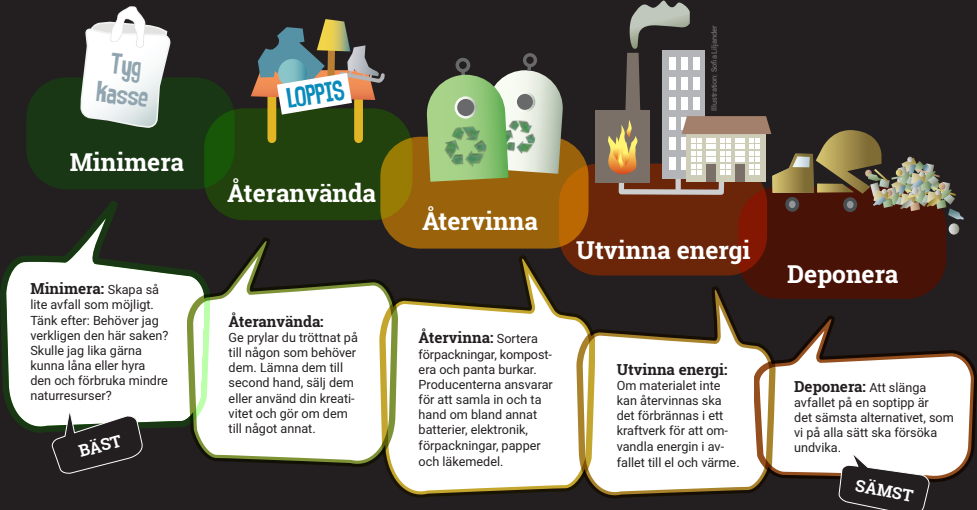 Tyg
kasse
LOPPIS
Illustration: Sofia Liljander
Minimera
Återanvända
Återvinna
Utvinna energi
Deponera
Minimera: Skapa så
lite avfall som möjligt.
Tänk efter: Behöver jag
verkligen den här saken?
Skulle jag lika gärna
kunna låna eller hyra
den och förbruka mindre
naturresurser?
BÄST
Återanvända:
Ge prylar du tröttnat på
till någon som behöver
dem. Lämna dem till
second hand, sälj dem
eller använd din kreati-
vitet och gör om dem
till något annat.
Återvinna: Sortera
förpackningar, kompost-
era och panta burkar.
Producenterna ansvarar
för att samla in och ta
hand om bland annat
batterier, elektronik,
förpackningar, papper
och läkemedel.
Utvinna energi:
Om materialet inte
kan återvinnas ska
det förbrännas i ett
kraftverk för att om-
vandla energin i av-
fallet till el och värme.
Deponera: Att slänga
avfallet på en soptipp är
det sämsta alternativet, som
vi på alla sätt ska försöka
undvika.
SÄMST